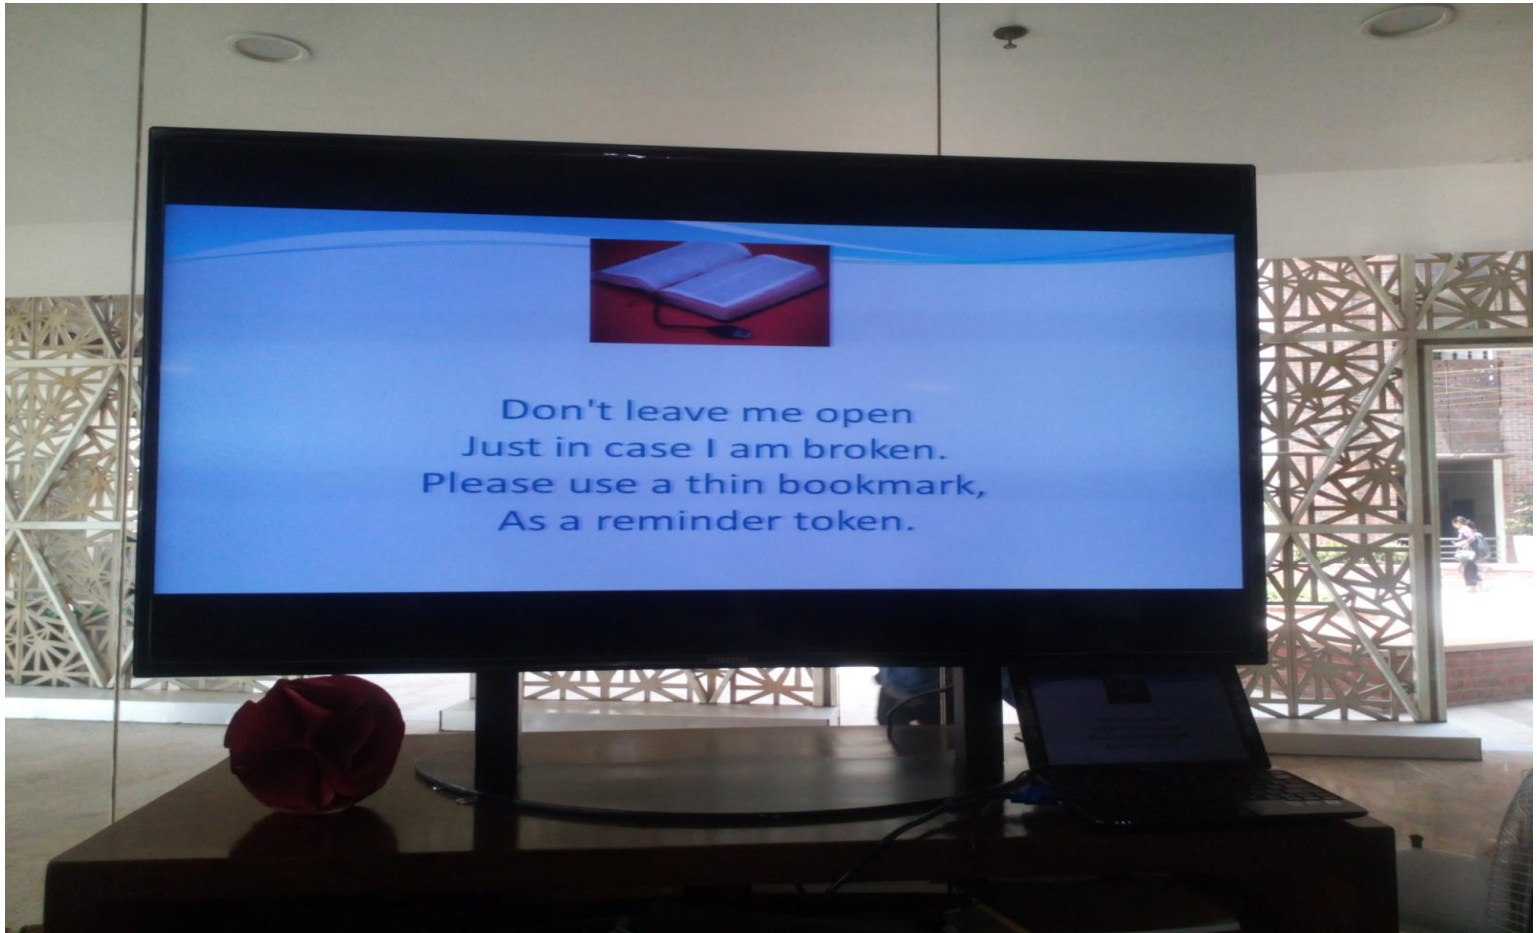 Don't leave me open
Just in case I am broken.
Please use a thin bookmark,
As a reminder token.